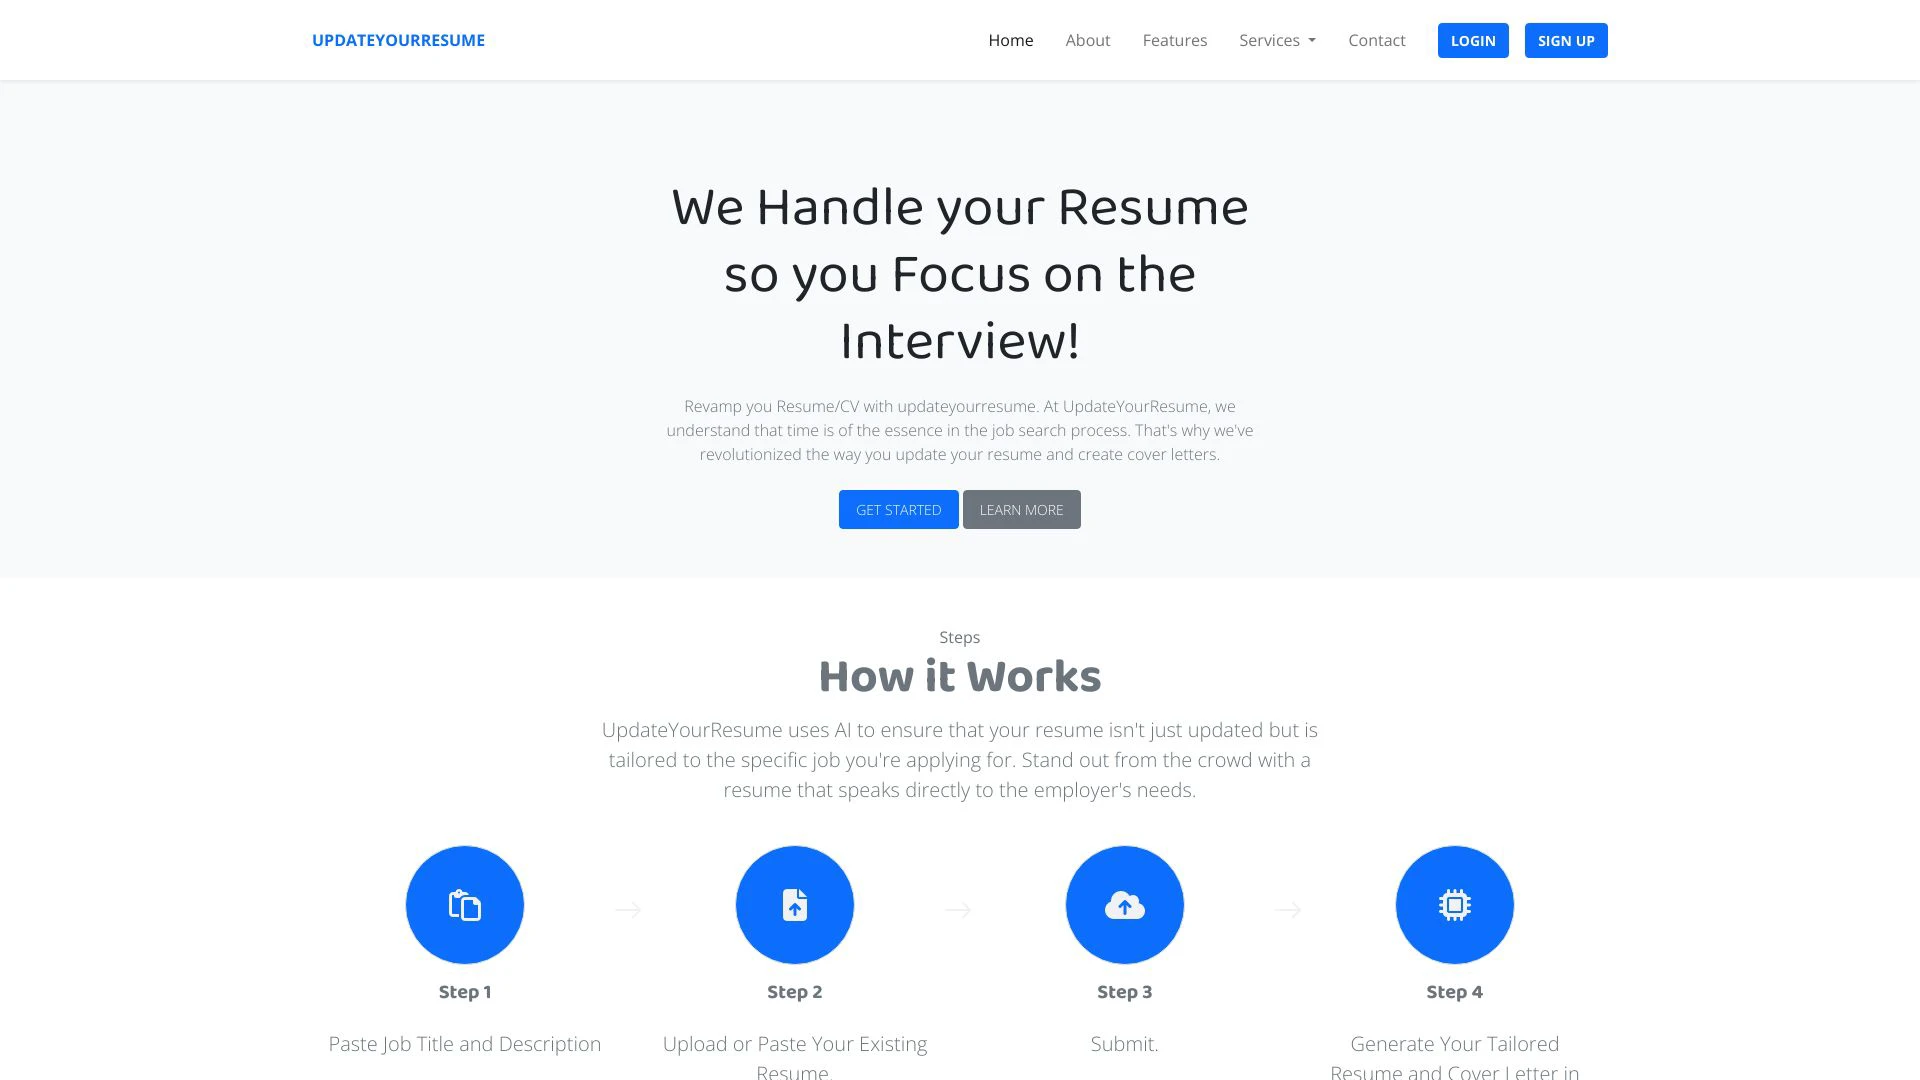 UPDATEYOURRESUME
Home
About
Features
Services
Contact
LOGIN
SIGN UP
We Handle your Resume
so you Focus on the
Interview!
Revamp you Resume/CV with updateyourresume. At UpdateYourResume, we
understand that time is of the essence in the job search process. That's why we've
revolutionized the way you update your resume and create cover letters.
GET STARTED
LEARN MORE
Steps
How it Works
UpdateYourResume uses AI to ensure that your resume isn't just updated but is
tailored to the specific job you're applying for. Stand out from the crowd with a
resume that speaks directly to the employer's needs.
Step 1
Paste Job Title and Description
Step 2
Upload or Paste Your Existing
Resume.
Step 3
Submit.
Step 4
Generate Your Tailored
Resume and Cover Letter in